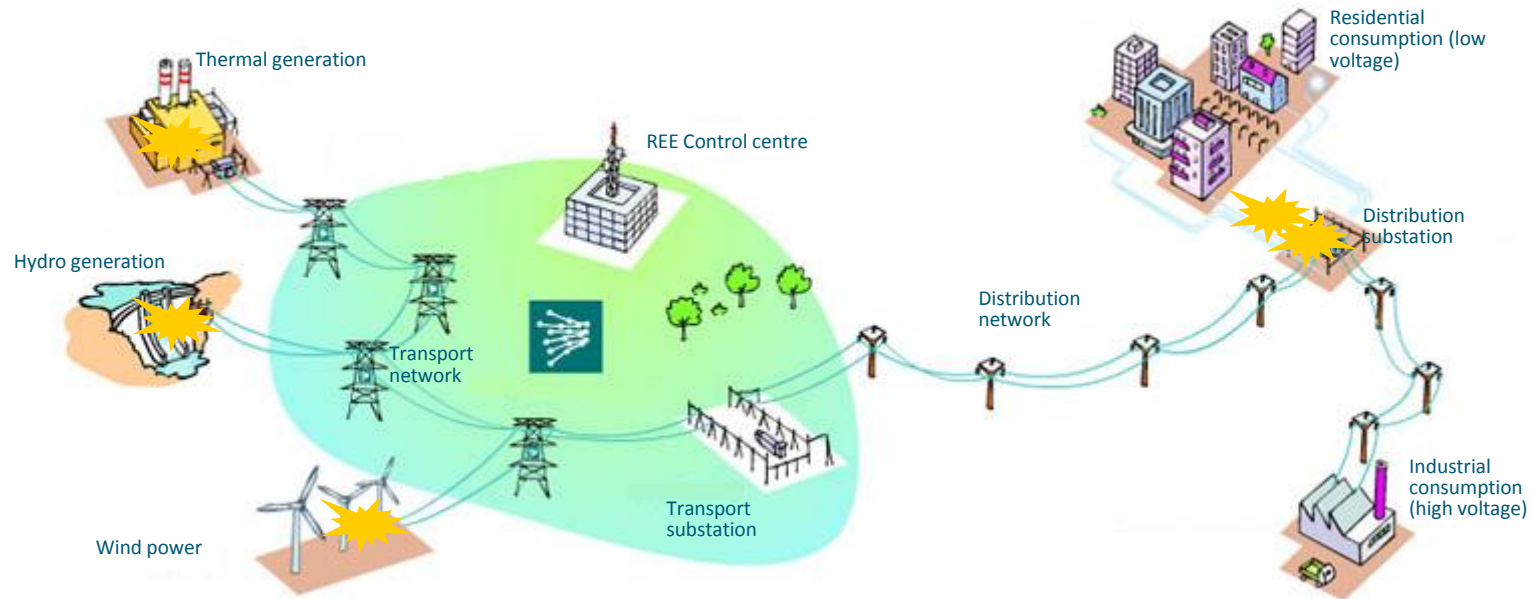 Thermal generation
REE Control centre
Residential
consumption (low
voltage)
Hydro generation
Distribution
substation
Transport
network
Distribution
network
Transport
substation
Wind power
Industrial
consumption
(high voltage)